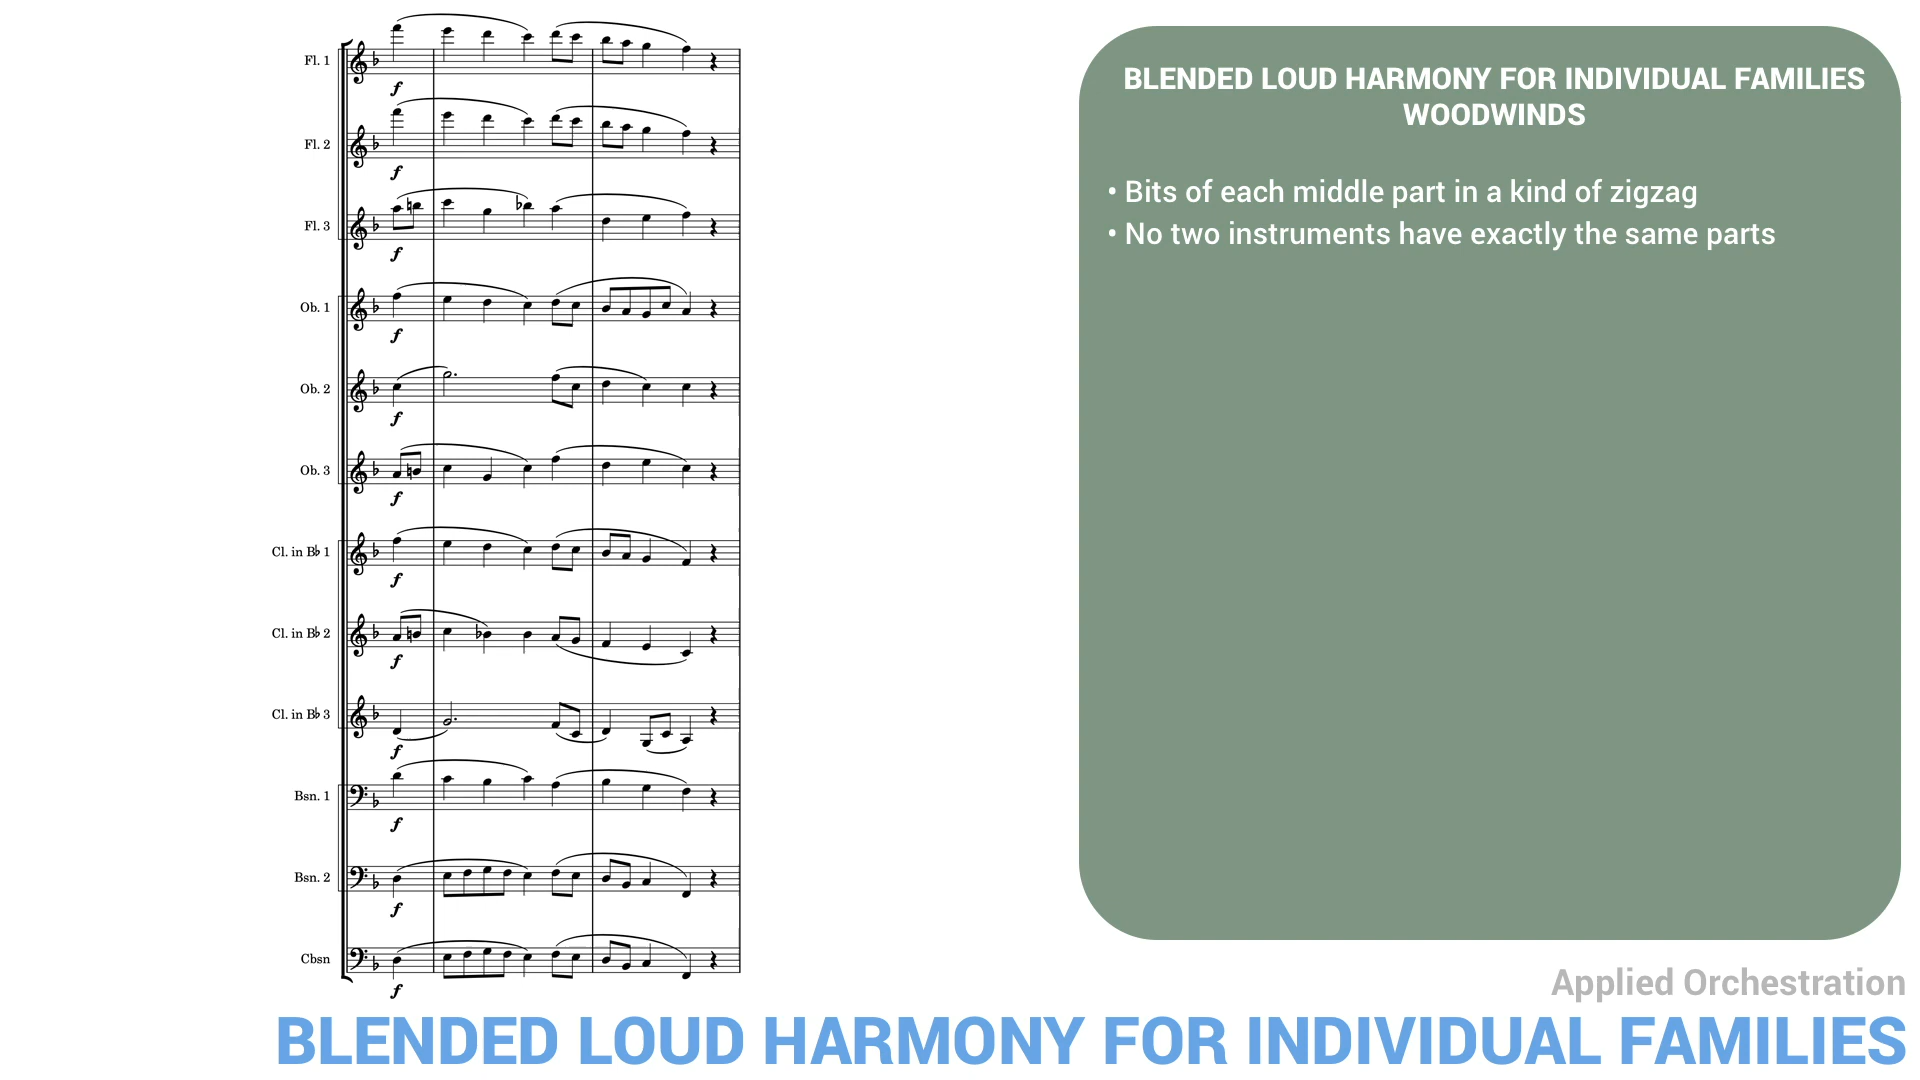 Fl. 1
f
Fl. 2
f
Fl. 3
f
Ob. 1
f
Ob. 2
f
Ob. 3
f
Cl. in B♭ 1
f
Cl. in B♭ 2
f
Cl. in B♭ 3
f
Bsn. 1
f
Bsn. 2
f
Cbsn
f
BLENDED LOUD HARMONY FOR INDIVIDUAL FAMILIES
WOODWINDS
• Bits of each middle part in a kind of zigzag
• No two instruments have exactly the same parts
Applied Orchestration
BLENDED LOUD HARMONY FOR INDIVIDUAL FAMILIES